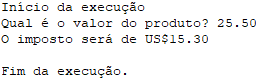 Início da execução
Qual é o valor do produto? 25.50
O imposto será de US$15.30
Fim da execução.